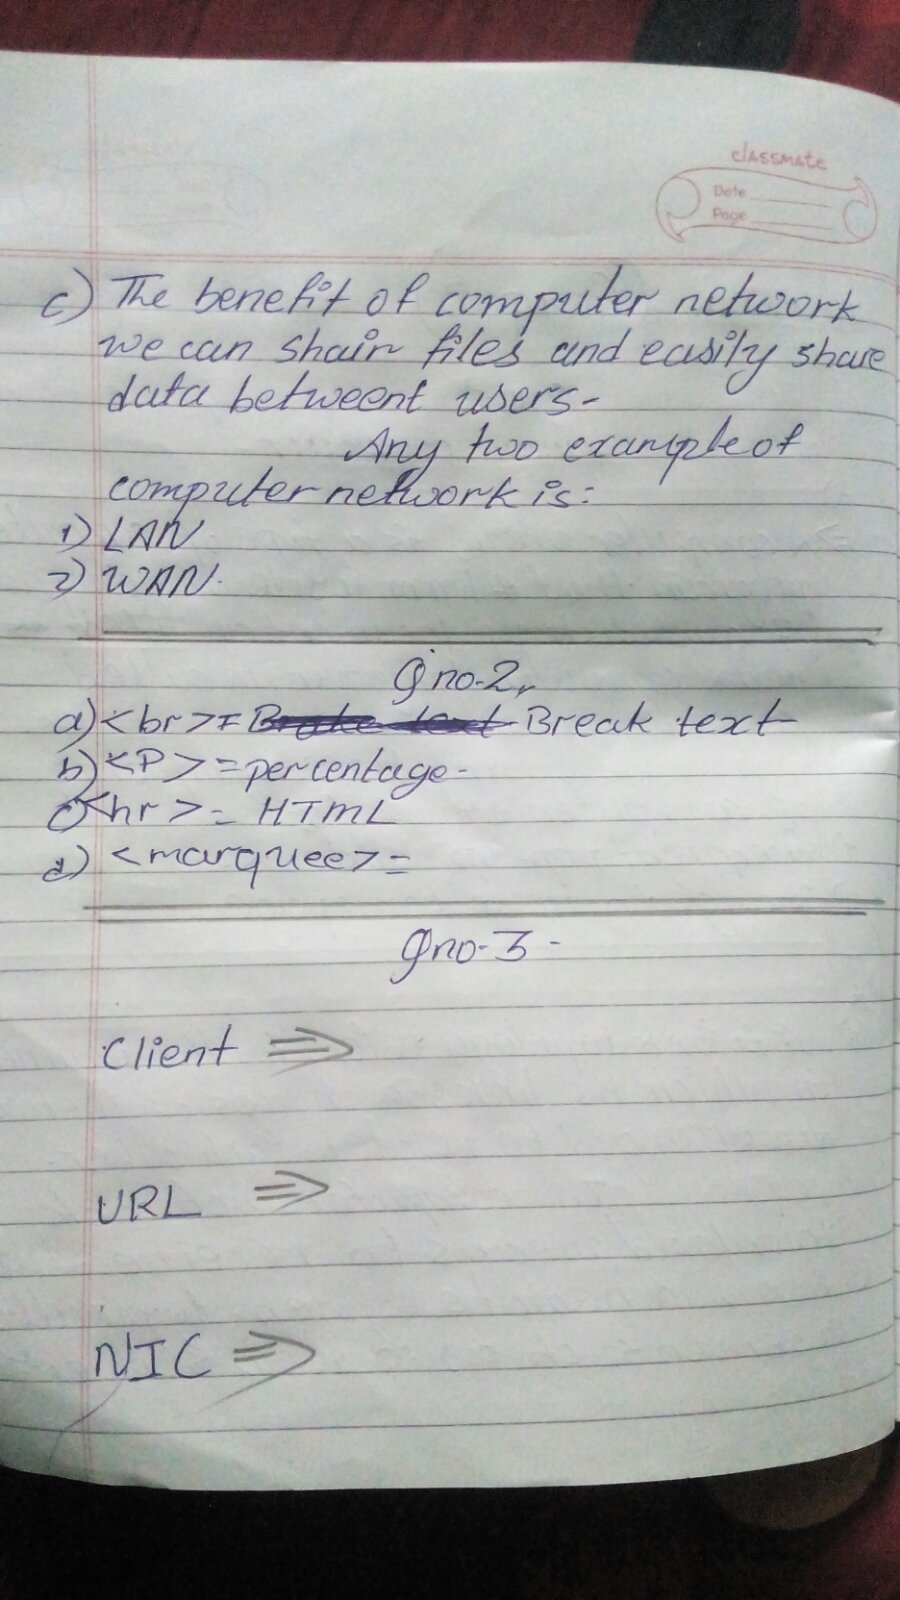 classmate
Date
Page
c) The benefit of computer network
we can shair files and easily share
data betweent users-
Any two example of
computer network is:
1) LAN
2) WAN.
Q no-2,
a) <br> = Broke text Break text
b) <P> = percentage-
c) <hr> = HTML
d) <marquee> =
Q no-3-
Client ⇒
URL ⇒
NIC ⇒